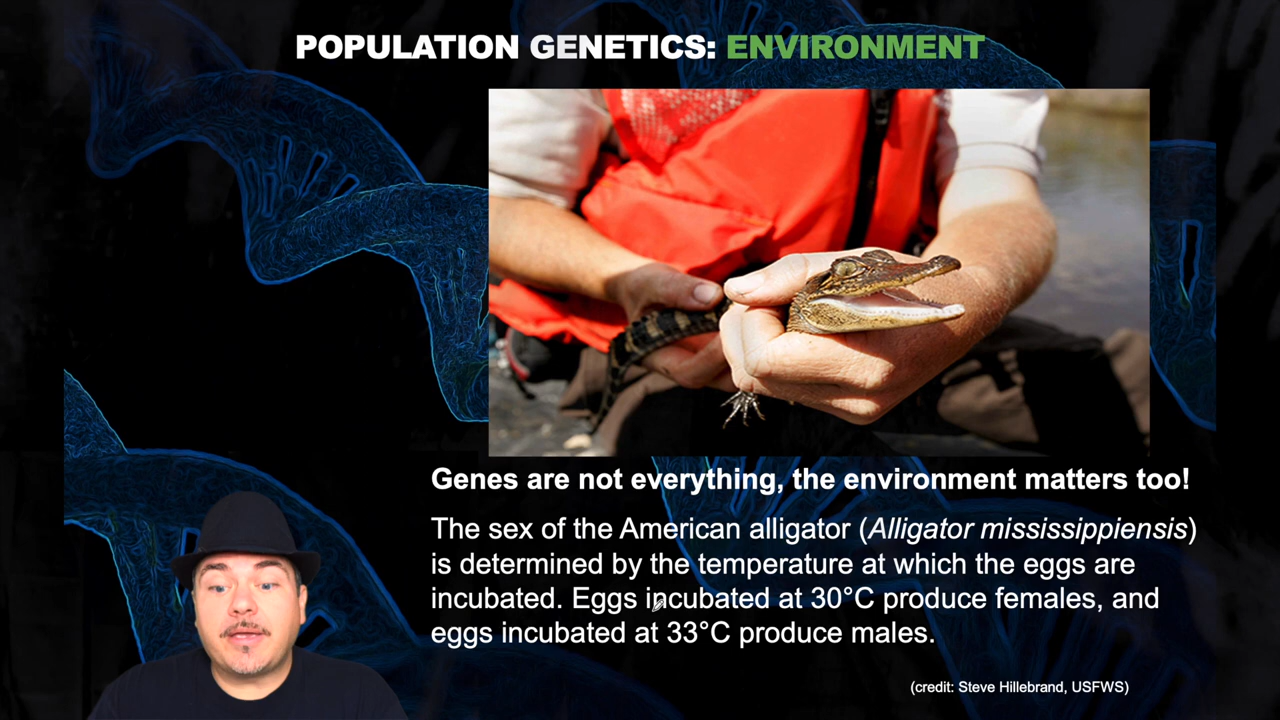 POPULATION GENETICS: ENVIRONMENT
Genes are not everything, the environment matters too!
The sex of the American alligator (Alligator mississippiensis)
is determined by the temperature at which the eggs are
incubated. Eggs incubated at 30°C produce females, and
eggs incubated at 33°C produce males.
(credit: Steve Hillebrand, USFWS)